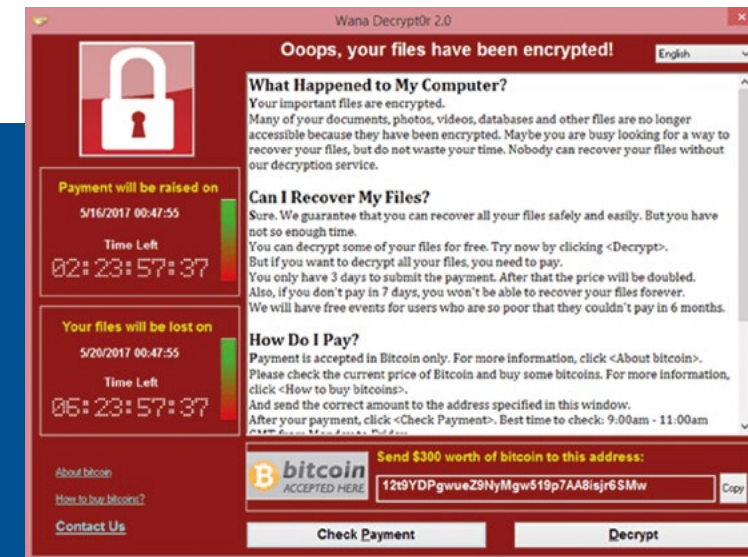 Wana Decrypt0r 2.0
Ooops, your files have been encrypted!
English
What Happened to My Computer?
Your important files are encrypted.
Many of your documents, photos, videos, databases and other files are no longer
accessible because they have been encrypted. Maybe you are busy looking for a way to
recover your files, but do not waste your time. Nobody can recover your files without
our decryption service.
Can I Recover My Files?
Sure. We guarantee that you can recover all your files safely and easily. But you have
not so enough time.
You can decrypt some of your files for free. Try now by clicking <Decrypt>.
But if you want to decrypt all your files, you need to pay.
You only have 3 days to submit the payment. After that the price will be doubled.
Also, if you don't pay in 7 days, you won't be able to recover your files forever.
We will have free events for users who are so poor that they couldn't pay in 6 months.
How Do I Pay?
Payment is accepted in Bitcoin only. For more information, click <About bitcoin>.
Please check the current price of Bitcoin and buy some bitcoins. For more information,
click <How to buy bitcoins>.
And send the correct amount to the address specified in this window.
After your payment, click <Check Payment>. Best time to check: 9:00am - 11:00am
GMT from Monday to Friday
Payment will be raised on
5/16/2017 00:47:55
Time Left
02:23:57:37
Your files will be lost on
5/20/2017 00:47:55
Time Left
06:23:57:37
About bitcoin
How to buy bitcoins?
Contact Us
bitcoin
ACCEPTED HERE
Send $300 worth of bitcoin to this address:
12t9YDPgwueZ9NyMgw519p7AA8isjr6SMw
Copy
Check Payment
Decrypt